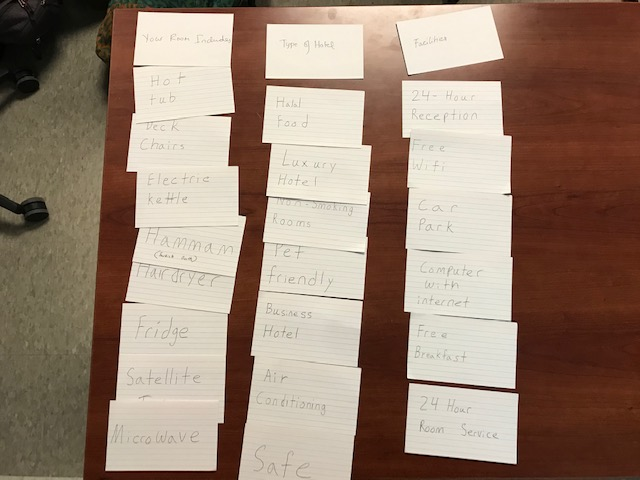 Your Room Includes
Hot
tub
Deck
Chairs
Electric
Kettle
Hammam
Hairdryer
Fridge
Satellite
Microwave
Type of Hotel
Halal
Food
Luxury
Hotel
Non-smoking
Rooms
Pet
friendly
Business
Hotel
Air
Conditioning
Safe
Facilities
24-Hour
Reception
Free
Wifi
Car
Park
Computer
with
internet
Free
Breakfast
24 Hour
Room Service